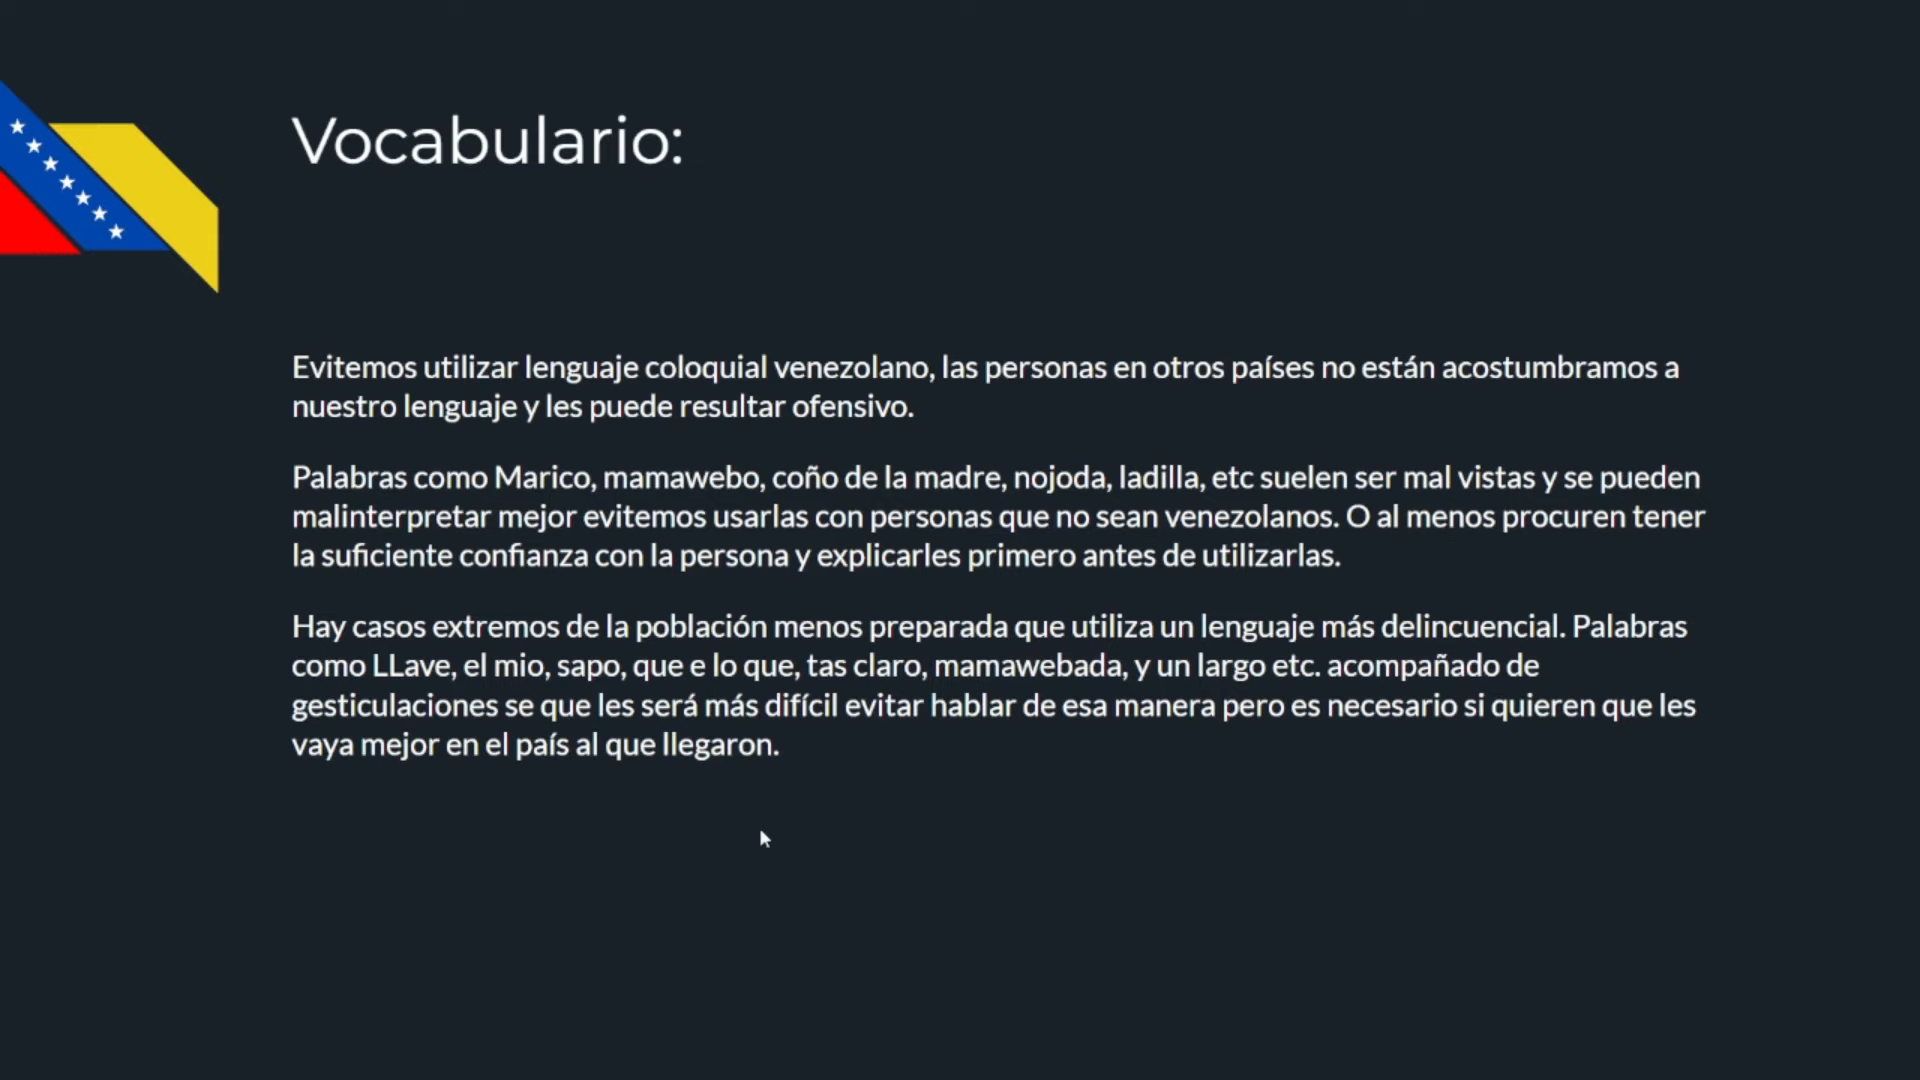 Vocabulario:
Evitemos utilizar lenguaje coloquial venezolano, las personas en otros países no están acostumbramos a
nuestro lenguaje y les puede resultar ofensivo.
Palabras como Marico, mamawebo, coño de la madre, nojoda, ladilla, etc suelen ser mal vistas y se pueden
malinterpretar mejor evitemos usarlas con personas que no sean venezolanos. O al menos procuren tener
la suficiente confianza con la persona y explicarles primero antes de utilizarlas.
Hay casos extremos de la población menos preparada que utiliza un lenguaje más delincuencial. Palabras
como LLave, el mio, sapo, que e lo que, tas claro, mamawebada, y un largo etc. acompañado de
gesticulaciones se que les será más difícil evitar hablar de esa manera pero es necesario si quieren que les
vaya mejor en el país al que llegaron.